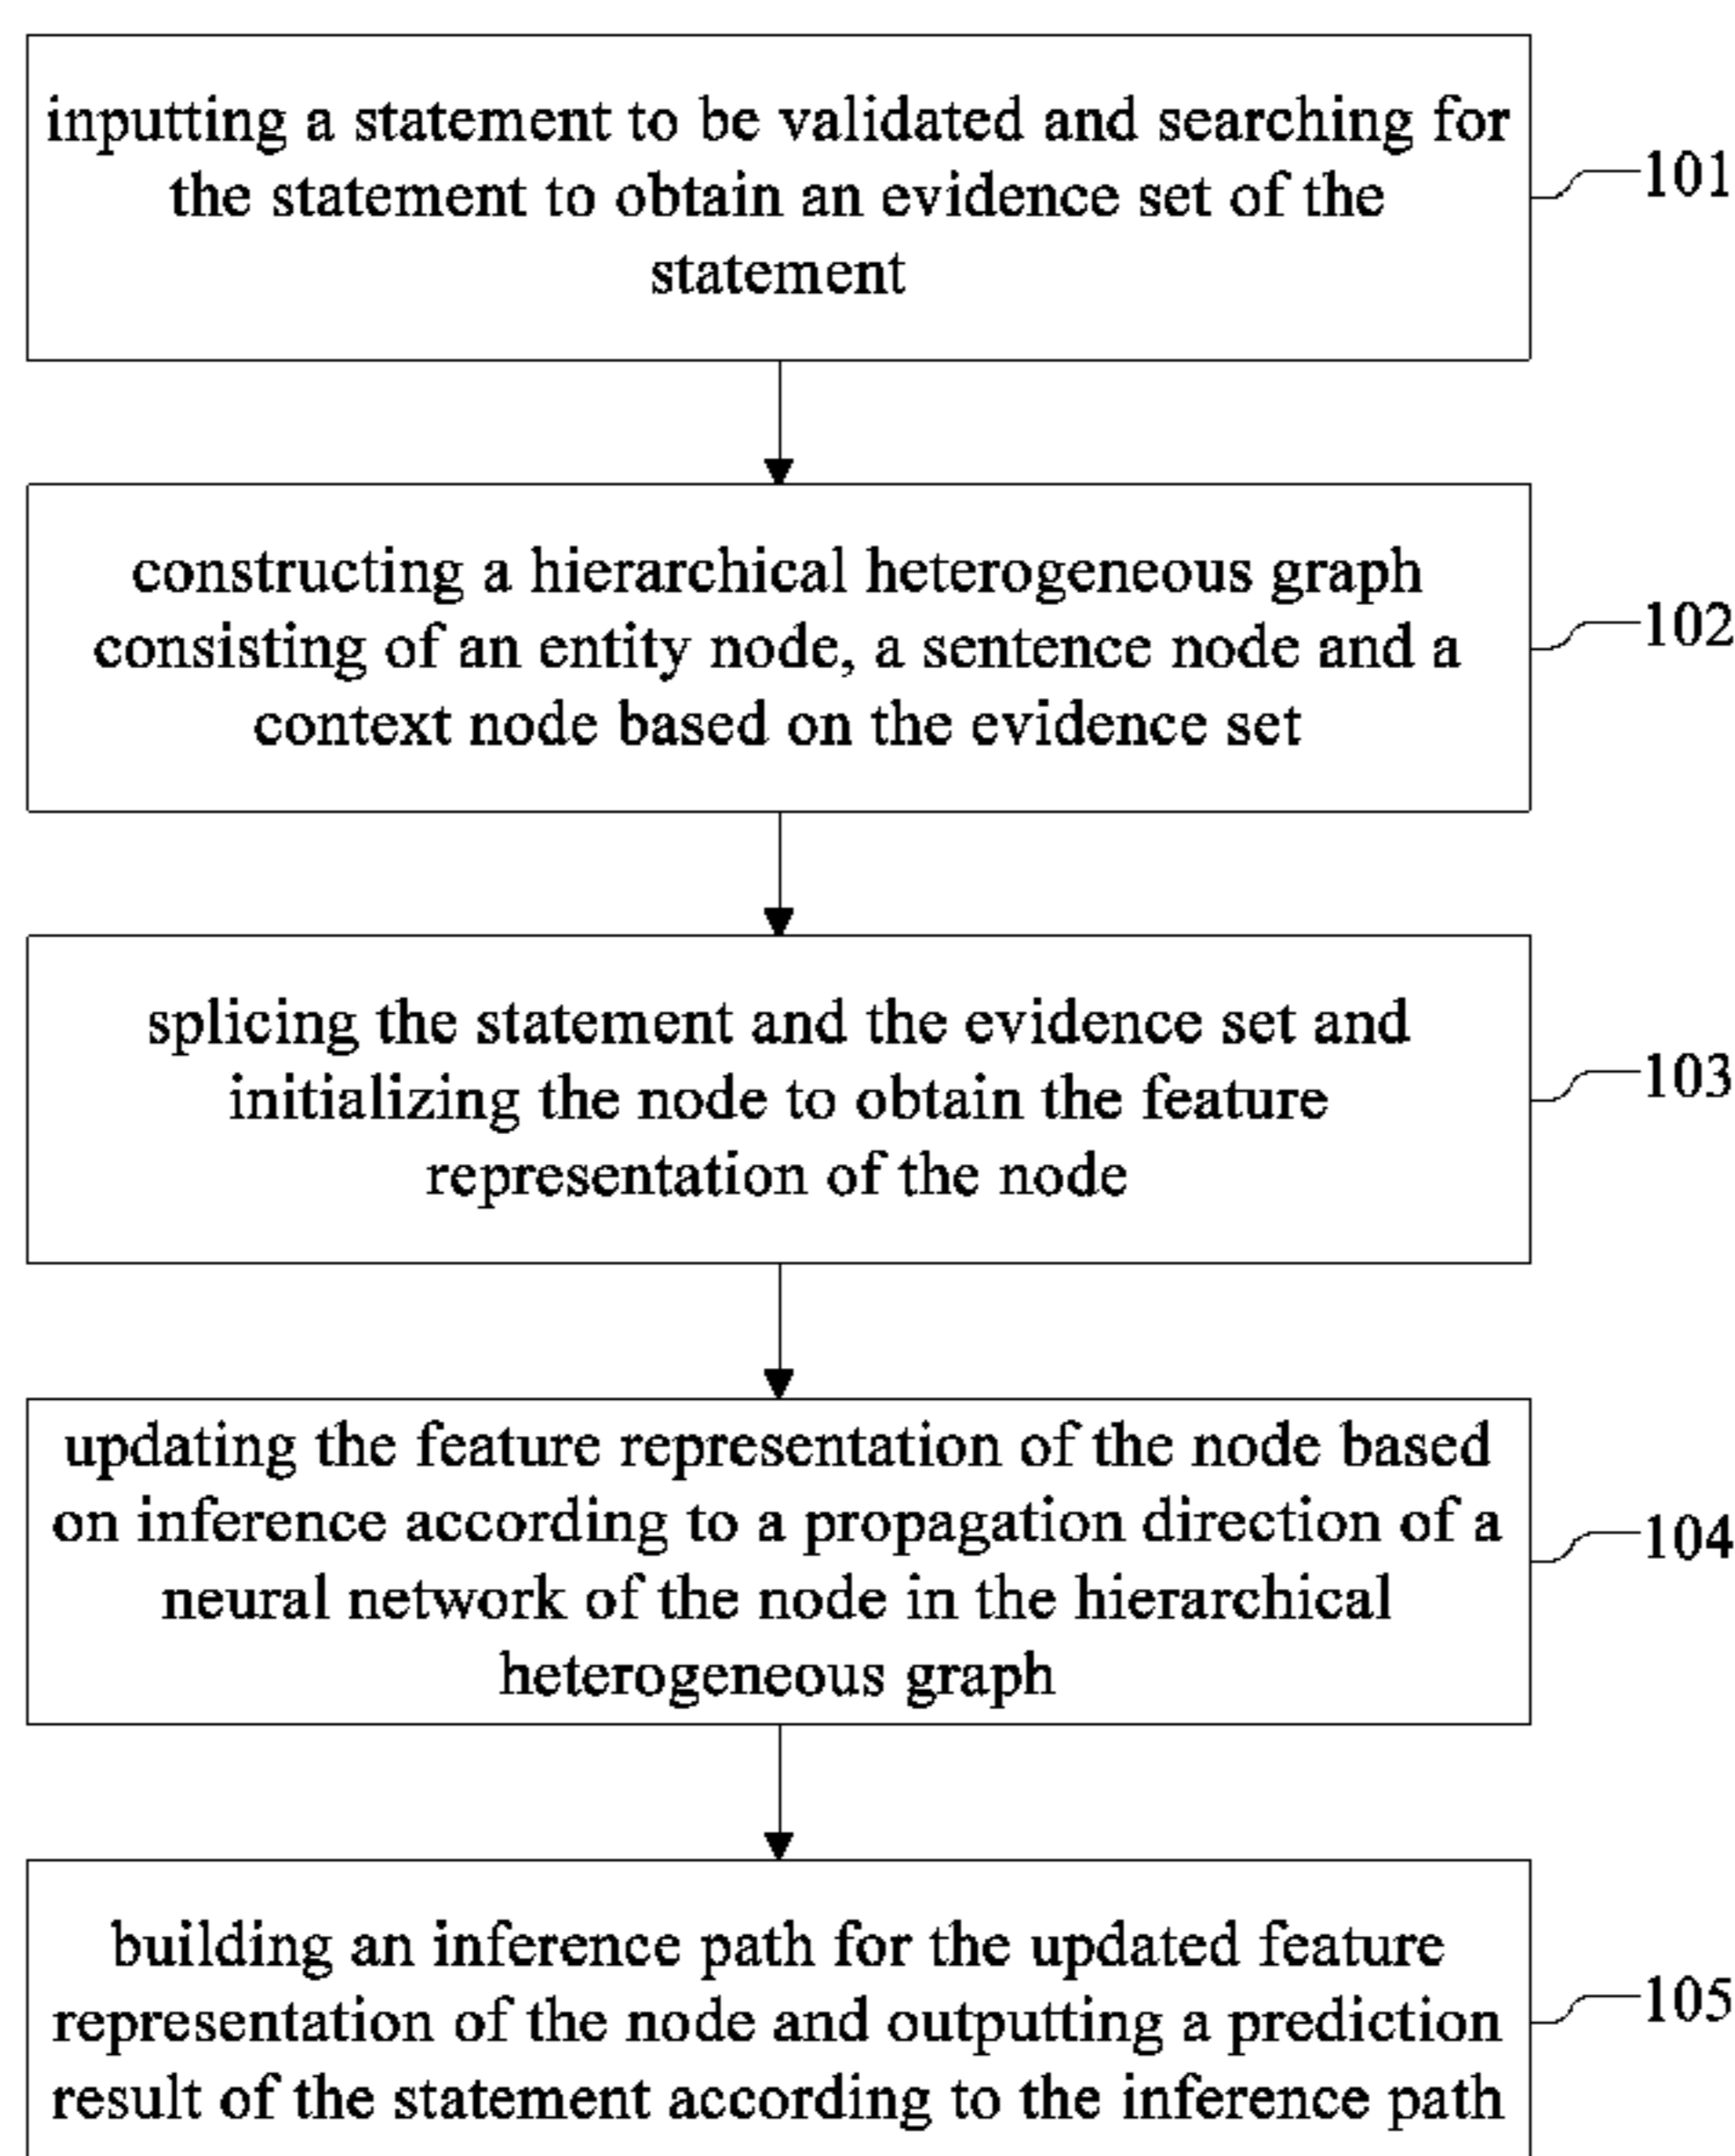 inputting a statement to be validated and searching for
the statement to obtain an evidence set of the
statement
101
constructing a hierarchical heterogeneous graph
consisting of an entity node, a sentence node and a
context node based on the evidence set
102
splicing the statement and the evidence set and
initializing the node to obtain the feature
representation of the node
103
updating the feature representation of the node based
on inference according to a propagation direction of a
neural network of the node in the hierarchical
heterogeneous graph
104
building an inference path for the updated feature
representation of the node and outputting a prediction
result of the statement according to the inference path
105